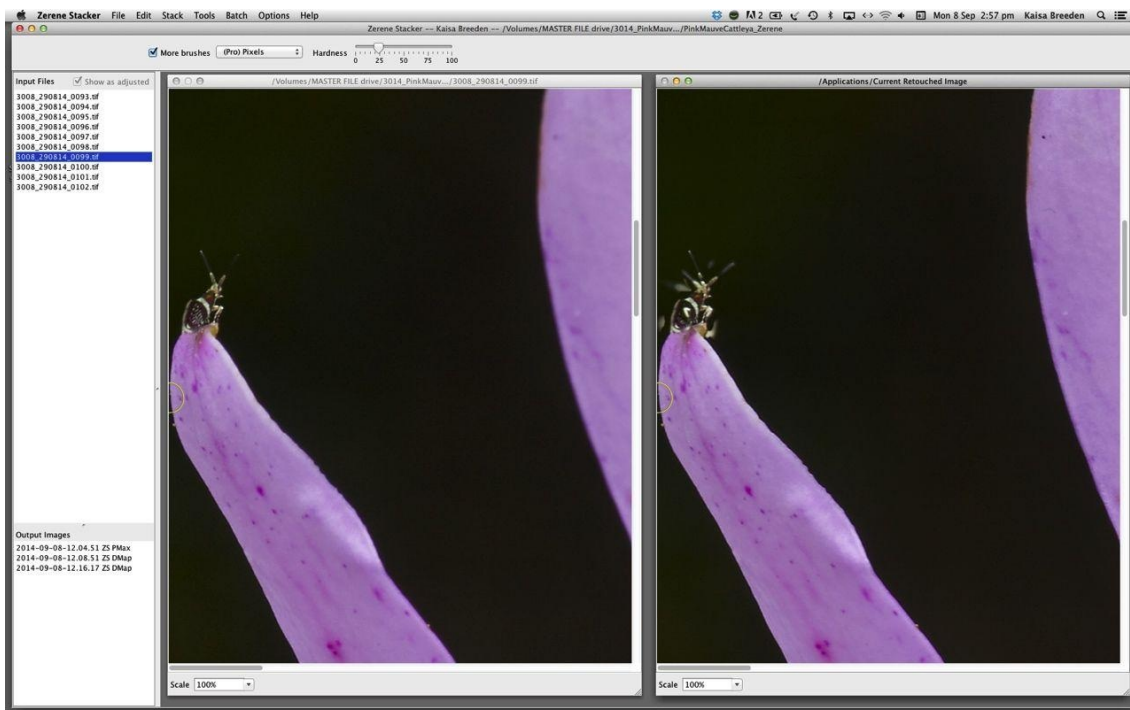 Zerene Stacker File Edit Stack Tools Batch Options Help
2 Mon 8 Sep 2:57 pm Kaisa Breeden
Zerene Stacker -- Kaisa Breeden -- /Volumes/MASTER FILE drive/3014_PinkMauv.../PinkMauveCattleya_Zerene
More brushes (Pro) Pixels Hardness
0 25 50 75 100
Input Files Show as adjusted
3008_290814_0093.tif
3008_290814_0094.tif
3008_290814_0095.tif
3008_290814_0096.tif
3008_290814_0097.tif
3008_290814_0098.tif
3008_290814_0099.tif
3008_290814_0100.tif
3008_290814_0101.tif
3008_290814_0102.tif
Output Images
2014-09-08-12.04.51 ZS PMax
2014-09-08-12.08.51 ZS DMap
2014-09-08-12.16.17 ZS DMap
/Volumes/MASTER FILE drive/3014_PinkMauv.../3008_290814_0099.tif
Scale 100%
/Applications/Current Retouched Image
Scale 100%